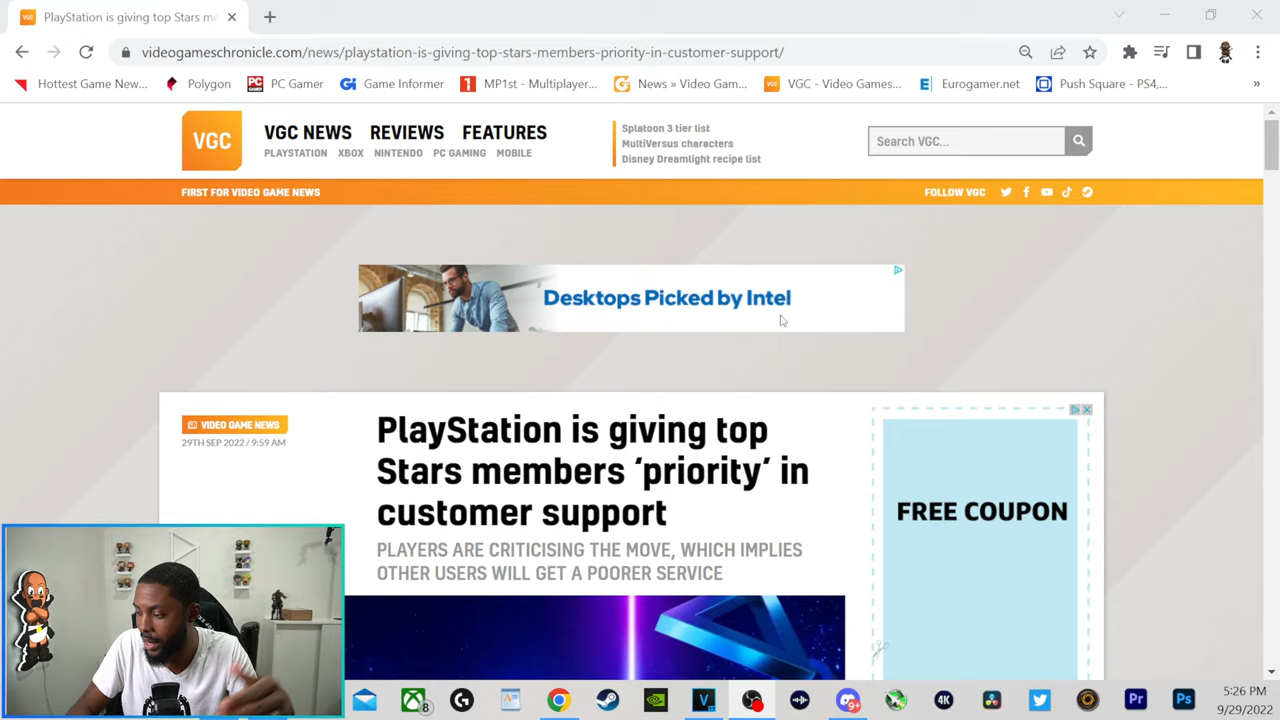 PlayStation is giving top Stars me
videogameschronicle.com/news/playstation-is-giving-top-stars-members-priority-in-customer-support/
Hottest Game New...
Polygon
PC Gamer
Game Informer
MP1st - Multiplayer...
News » Video Gam...
VGC - Video Games...
Eurogamer.net
Push Square - PS4,...
»
VGC
VGC NEWS REVIEWS FEATURES
PLAYSTATION XBOX NINTENDO PC GAMING MOBILE
Splatoon 3 tier list
MultiVersus characters
Disney Dreamlight recipe list
Search VGC...
FIRST FOR VIDEO GAME NEWS
FOLLOW VGC
Desktops Picked by Intel
VIDEO GAME NEWS
29TH SEP 2022 / 9:59 AM
PlayStation is giving top
Stars members ‘priority’ in
customer support
PLAYERS ARE CRITICISING THE MOVE, WHICH IMPLIES
OTHER USERS WILL GET A POORER SERVICE
FREE COUPON
8
9+
4K
Pr
Ps
5:26 PM
9/29/2022